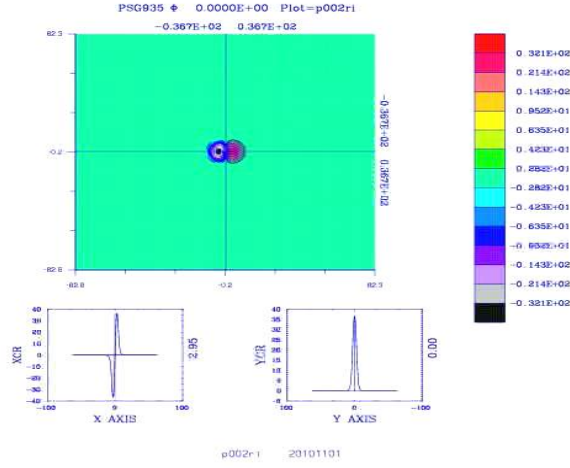 PSG935 Φ 0.0000E+00 Plot=p002ri
-0.367E+02 0.367E+02
82.3
-0.2
-82.6
-82.6 -0.2 82.3
-0.367E+02 0.367E+02
0.321E+02
0.214E+02
0.143E+02
0.952E+01
0.635E+01
0.423E+01
0.282E+01
-0.282E+01
-0.423E+01
-0.635E+01
-0.952E+01
-0.143E+02
-0.214E+02
-0.321E+02
XCR
40
30
20
10
0
-10
-20
-30
-40
-100 0 100
X AXIS
2.95
YCR
40
35
30
25
20
15
10
5
0
100 0 -100
Y AXIS
0.00
p002ri 20101101